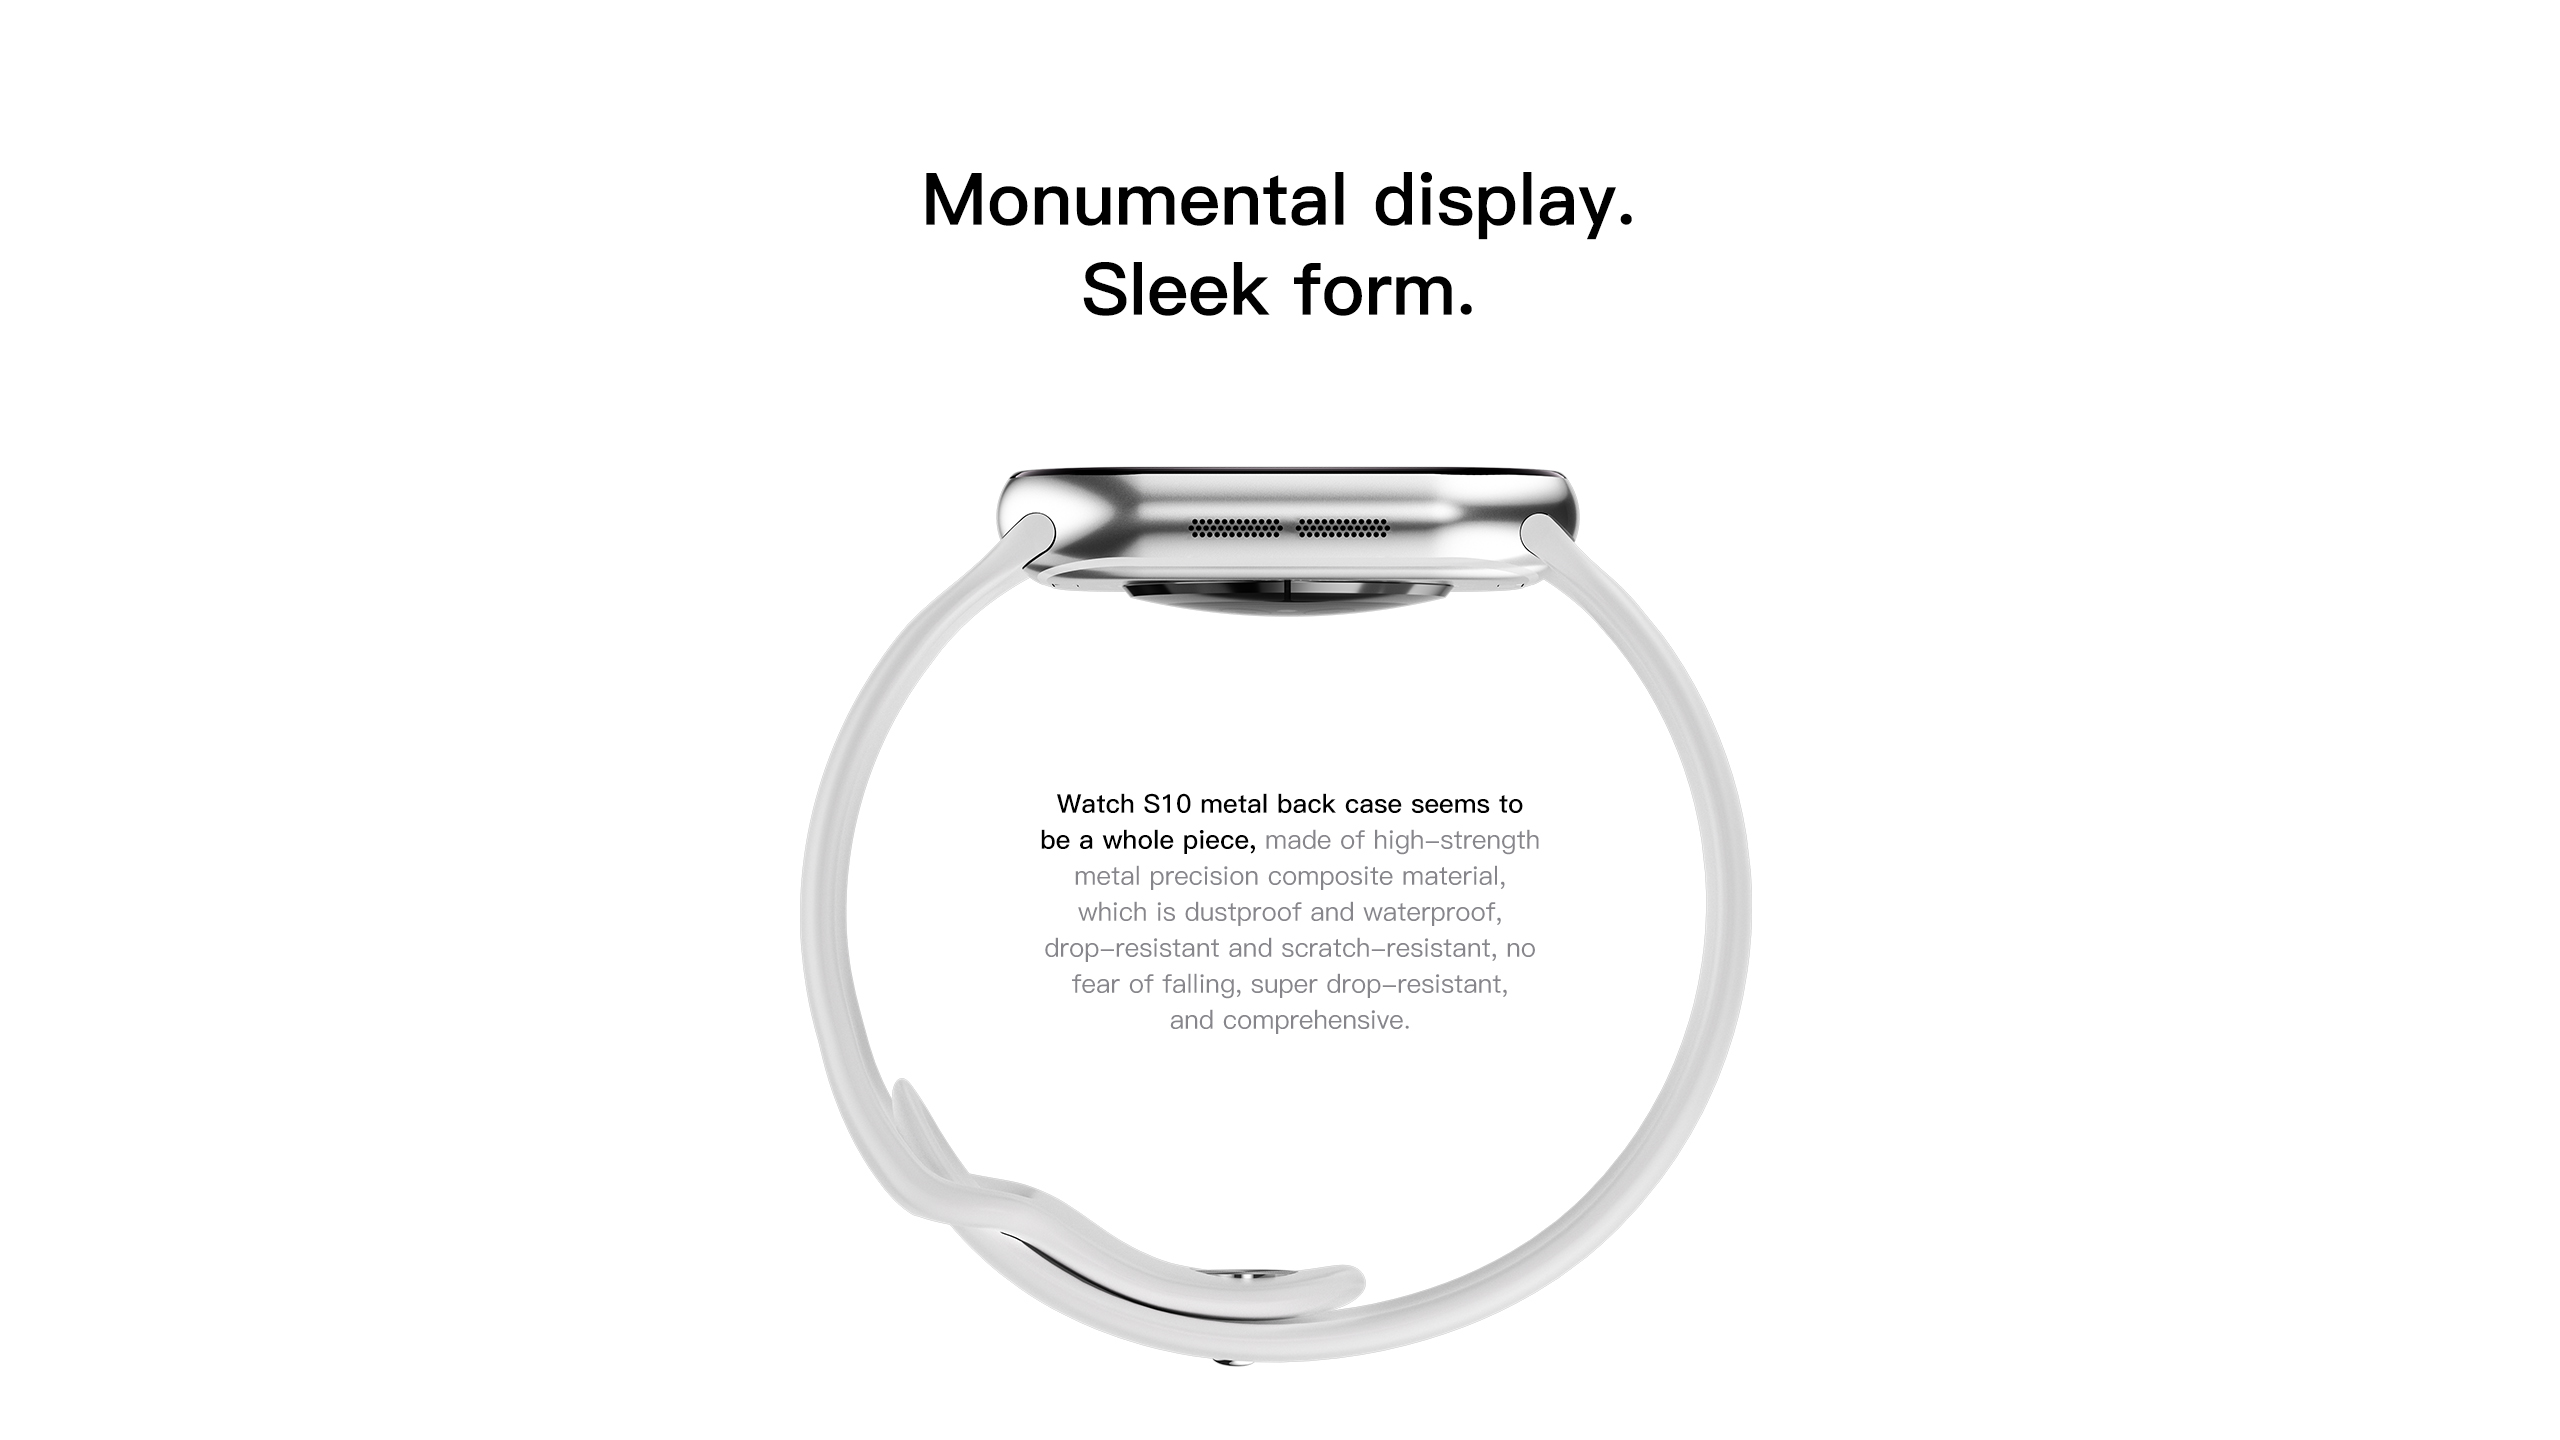 Monumental display.
Sleek form.
Watch S10 metal back case seems to
be a whole piece, made of high-strength
metal precision composite material,
which is dustproof and waterproof,
drop-resistant and scratch-resistant, no
fear of falling, super drop-resistant,
and comprehensive.